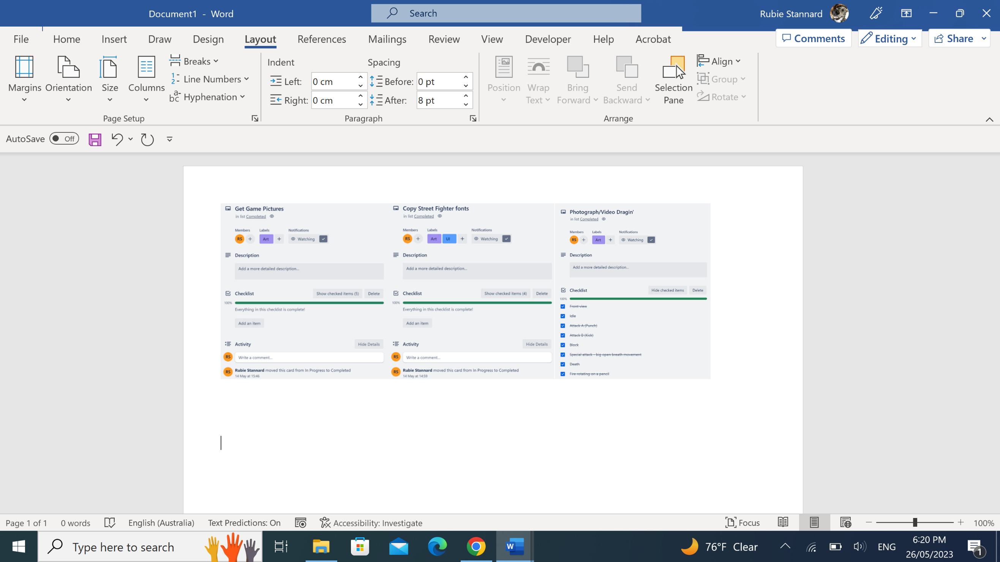 Document1 - Word
Search
Rubie Stannard
File Home Insert Draw Design Layout References Mailings Review View Developer Help Acrobat
Comments Editing Share
Margins Orientation Size Columns
Breaks
Line Numbers
Hyphenation
Page Setup
Indent Spacing
Left: 0 cm Before: 0 pt
Right: 0 cm After: 8 pt
Paragraph
Position
Wrap Text
Bring Forward
Send Backward
Selection Pane
Align
Group
Rotate
Arrange
AutoSave Off
Get Game Pictures
in list Completed
Members Labels Notifications
RS + Art + Watching
Description
Add a more detailed description...
Checklist Show checked items (5) Delete
100%
Everything in this checklist is complete!
Add an item
Activity Hide Details
RS Write a comment...
RS Rubie Stannard moved this card from In Progress to Completed
14 May at 15:46
Copy Street Fighter fonts
in list Completed
Members Labels Notifications
RS + Art UI + Watching
Description
Add a more detailed description...
Checklist Show checked items (4) Delete
100%
Everything in this checklist is complete!
Add an item
Activity Hide Details
RS Write a comment...
RS Rubie Stannard moved this card from In Progress to Completed
14 May at 14:59
Photograph/Video Dragin'
in list Completed
Members Labels Notifications
RS + Art + Watching
Description
Add a more detailed description...
Checklist Hide checked items Delete
100%
Front view
Idle
Attack A (Punch)
Attack B (Kick)
Block
Special attack - big open breath movement
Death
Fire rotating on a pencil
Page 1 of 1 0 words English (Australia) Text Predictions: On Accessibility: Investigate Focus 100%
Type here to search
76°F Clear
ENG
6:20 PM
26/05/2023
1